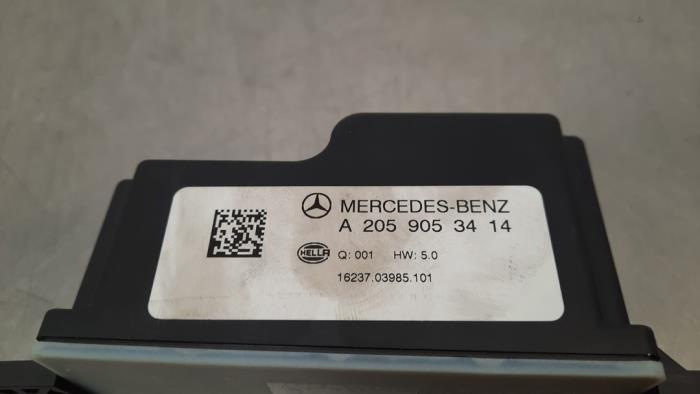 MERCEDES-BENZ
A 205 905 34 14
HELLA Q: 001 HW: 5.0
16237.03985.101